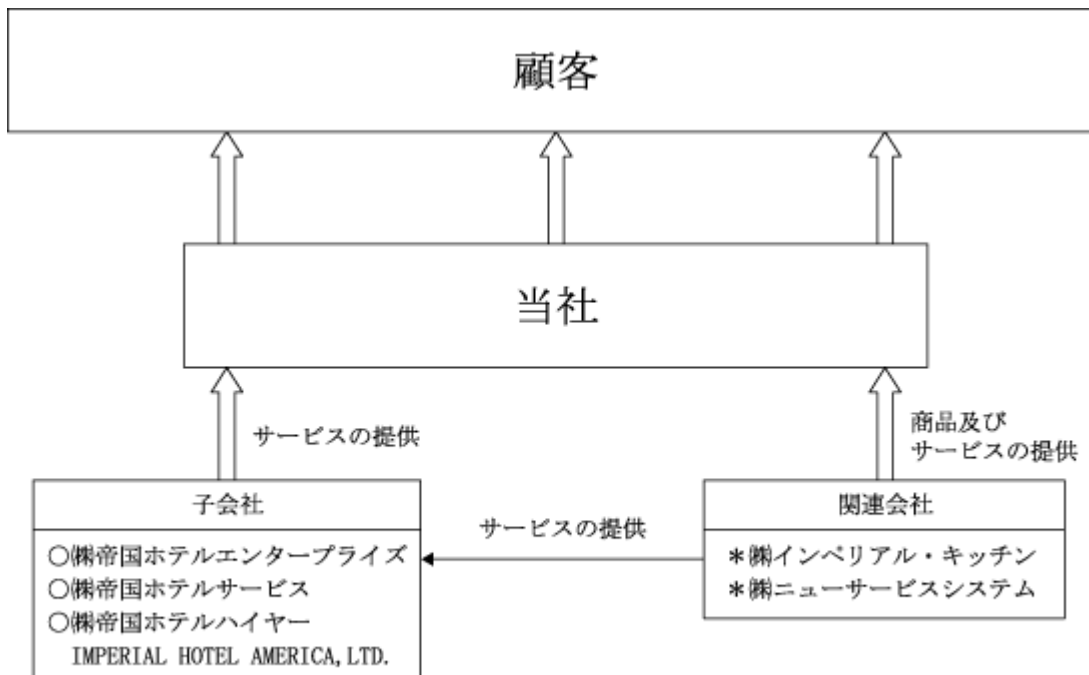 顧客
当社
サービスの提供
商品及び
サービスの提供
子会社
○㈱帝国ホテルエンタープライズ
○㈱帝国ホテルサービス
○㈱帝国ホテルハイヤー
IMPERIAL HOTEL AMERICA,LTD.
サービスの提供
関連会社
＊㈱インペリアル・キッチン
＊㈱ニューサービスシステム